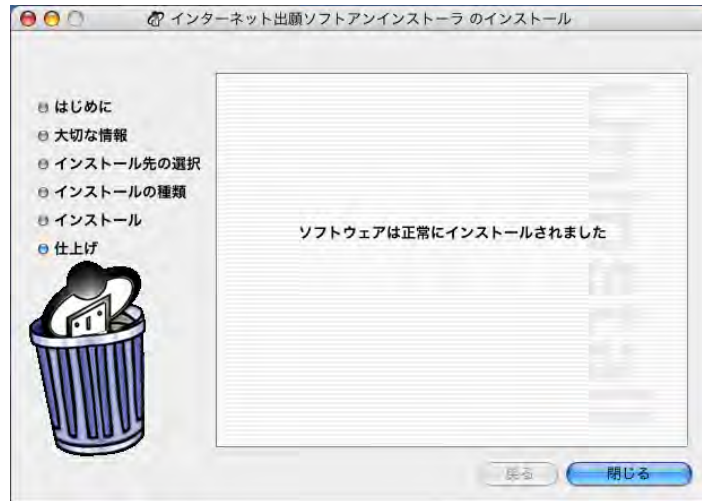 インターネット出願ソフトアンインストーラ のインストール
はじめに
大切な情報
インストール先の選択
インストールの種類
インストール
仕上げ
ソフトウェアは正常にインストールされました
Uninstall
戻る
閉じる